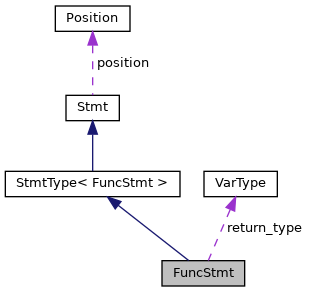 Position
position
Stmt
StmtType< FuncStmt >
VarType
return_type
FuncStmt